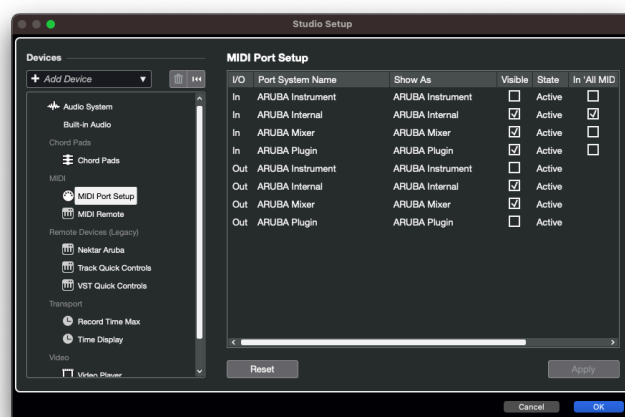 Studio Setup
Devices
+ Add Device
Audio System
Built-in Audio
Chord Pads
Chord Pads
MIDI
MIDI Port Setup
MIDI Remote
Remote Devices (Legacy)
Nektar Aruba
Track Quick Controls
VST Quick Controls
Transport
Record Time Max
Time Display
Video
Video Player
MIDI Port Setup
I/O Port System Name Show As Visible State In 'All MID
In ARUBA Instrument ARUBA Instrument Active
In ARUBA Internal ARUBA Internal Active
In ARUBA Mixer ARUBA Mixer Active
In ARUBA Plugin ARUBA Plugin Active
Out ARUBA Instrument ARUBA Instrument Active
Out ARUBA Internal ARUBA Internal Active
Out ARUBA Mixer ARUBA Mixer Active
Out ARUBA Plugin ARUBA Plugin Active
Reset Apply
Cancel OK